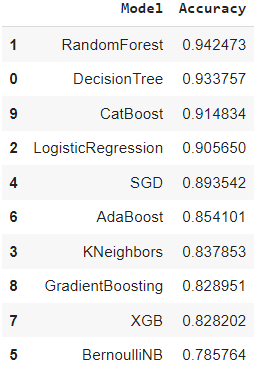 Model Accuracy
1 RandomForest 0.942473
0 DecisionTree 0.933757
9 CatBoost 0.914834
2 LogisticRegression 0.905650
4 SGD 0.893542
6 AdaBoost 0.854101
3 KNeighbors 0.837853
8 GradientBoosting 0.828951
7 XGB 0.828202
5 BernoulliNB 0.785764